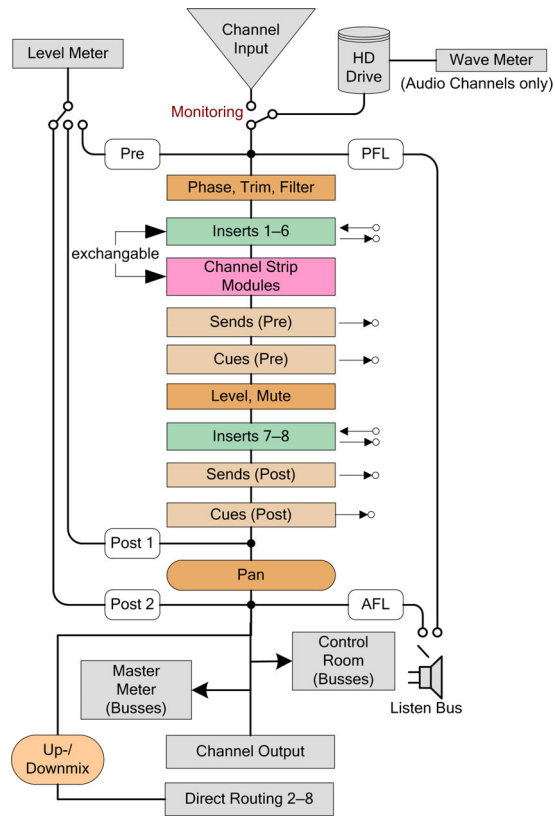 Level Meter
Channel
Input
HD
Drive
Wave Meter
(Audio Channels only)
Monitoring
Pre
PFL
Phase, Trim, Filter
Inserts 1–6
exchangable
Channel Strip
Modules
Sends (Pre)
Cues (Pre)
Level, Mute
Inserts 7–8
Sends (Post)
Cues (Post)
Post 1
Pan
Post 2
AFL
Master
Meter
(Busses)
Control
Room
(Busses)
Listen Bus
Up-/
Downmix
Channel Output
Direct Routing 2–8